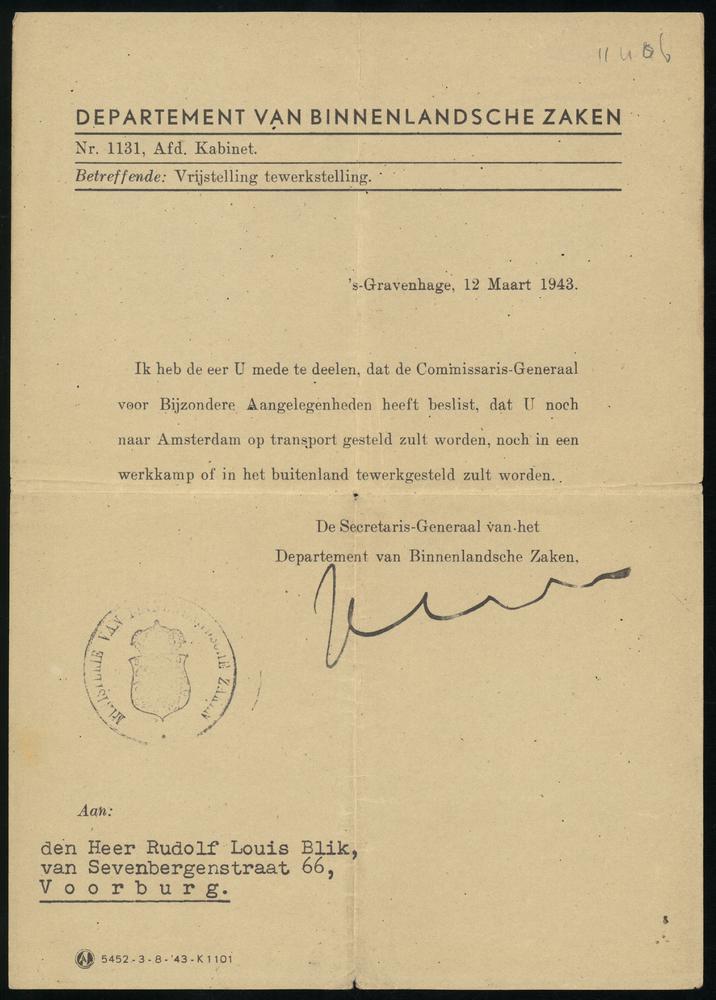 DEPARTEMENT VAN BINNENLANDSCHE ZAKEN
Nr. 1131, Afd. Kabinet.
Betreffende: Vrijstelling tewerkstelling.
's-Gravenhage, 12 Maart 1943.
Ik heb de eer U mede te deelen, dat de Commissaris-Generaal
voor Bijzondere Aangelegenheden heeft beslist, dat U noch
naar Amsterdam op transport gesteld zult worden, noch in een
werkkamp of in het buitenland tewerkgesteld zult worden.
De Secretaris-Generaal van het
Departement van Binnenlandsche Zaken,
VAN ZAKEN
Aan:
den Heer Rudolf Louis Blik,
van Sevenbergenstraat 66,
Voorburg.
5452-3-8-'43-K1101